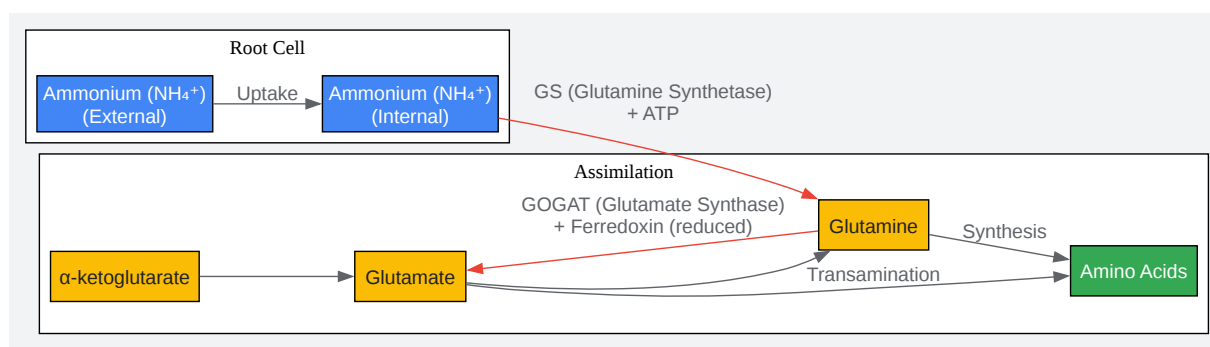 Root Cell
Ammonium (NH₄⁺)
(External)
Uptake
Ammonium (NH₄⁺)
(Internal)
GS (Glutamine Synthetase)
+ ATP
Assimilation
GOGAT (Glutamate Synthase)
+ Ferredoxin (reduced)
Glutamine
Synthesis
α-ketoglutarate
Glutamate
Transamination
Amino Acids